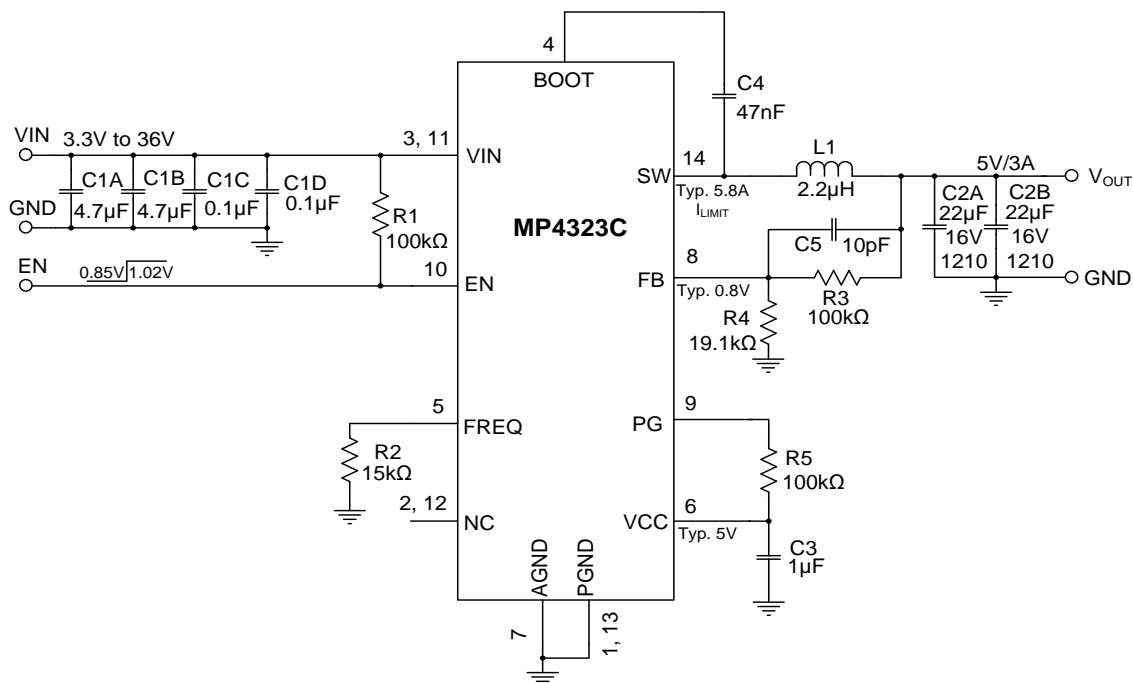 4
BOOT
C4
47nF
VIN
3.3V to 36V
3, 11
VIN
C1A
4.7µF
C1B
4.7µF
C1C
0.1µF
C1D
0.1µF
GND
R1
100kΩ
EN
0.85V
1.02V
10
EN
MP4323C
14
SW
Typ. 5.8A
ILIMIT
L1
2.2µH
5V/3A
VOUT
C2A
22µF
16V
1210
C2B
22µF
16V
1210
GND
C5
10pF
8
FB
Typ. 0.8V
R3
100kΩ
R4
19.1kΩ
5
FREQ
R2
15kΩ
9
PG
R5
100kΩ
2, 12
NC
6
VCC
Typ. 5V
C3
1µF
AGND
PGND
7
1, 13